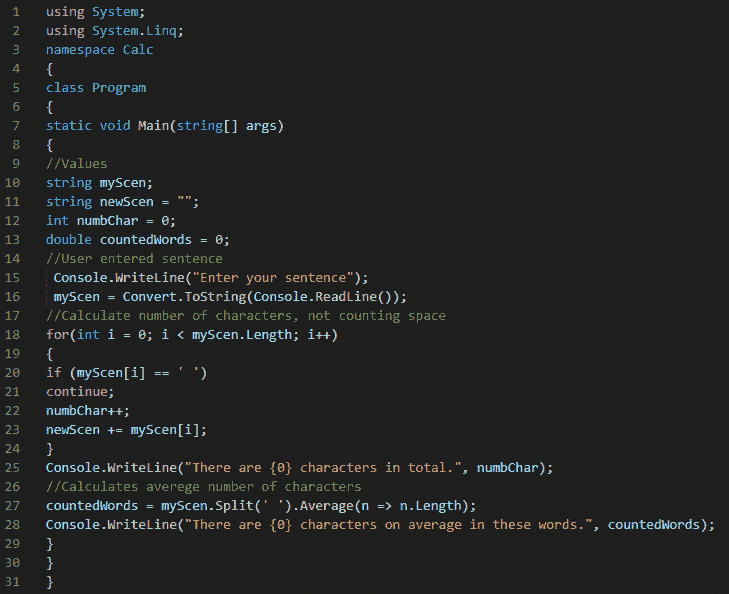 1 using System;
2 using System.Linq;
3 namespace Calc
4 {
5 class Program
6 {
7 static void Main(string[] args)
8 {
9 //Values
10 string myScen;
11 string newScen = "";
12 int numbChar = 0;
13 double countedWords = 0;
14 //User entered sentence
15 Console.WriteLine("Enter your sentence");
16 myScen = Convert.ToString(Console.ReadLine());
17 //Calculate number of characters, not counting space
18 for(int i = 0; i < myScen.Length; i++)
19 {
20 if (myScen[i] == ' ')
21 continue;
22 numbChar++;
23 newScen += myScen[i];
24 }
25 Console.WriteLine("There are {0} characters in total.", numbChar);
26 //Calculates averege number of characters
27 countedWords = myScen.Split(' ').Average(n => n.Length);
28 Console.WriteLine("There are {0} characters on average in these words.", countedWords);
29 }
30 }
31 }